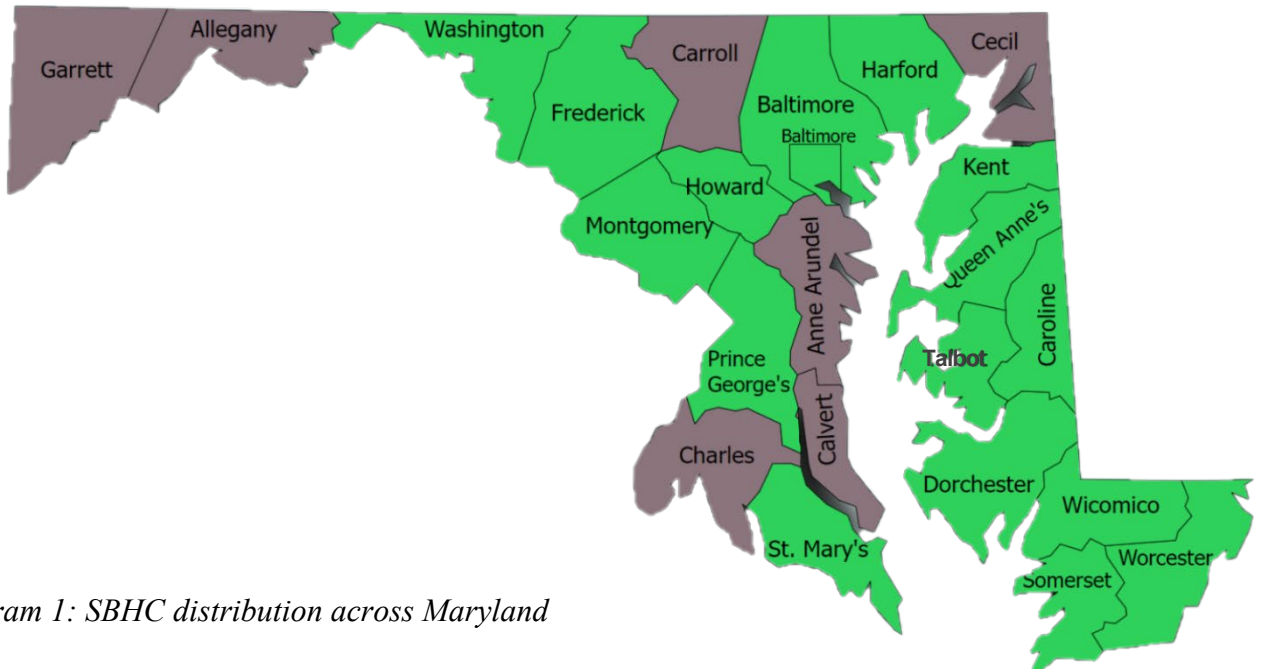 Washington
Allegany
Cecil
Carroll
Garrett
Harford
Baltimore
Frederick
Baltimore
Kent
Howard
Montgomery
Queen Anne's
Anne Arundel
Caroline
Talbot
Prince
George's
Calvert
Charles
Dorchester
Wicomico
St. Mary's
Worcester
Somerset
ram 1: SBHC distribution across Maryland